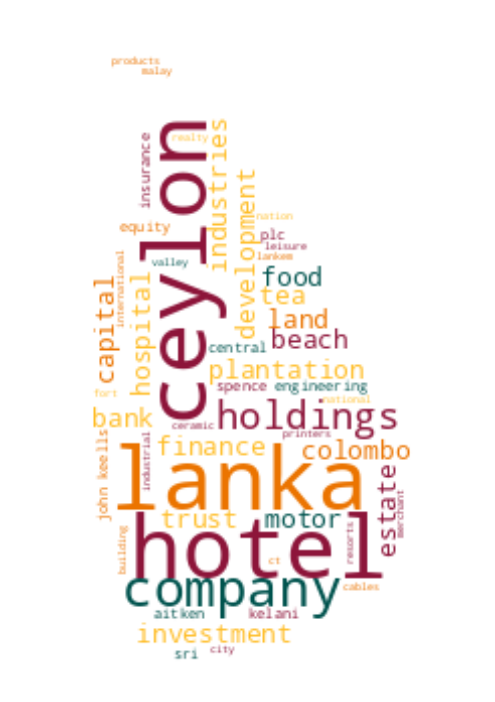 products
malay
ceylon
insurance
realty
industries
equity
nation
plc
leisure
lankem
development
valley
international
food
capital
hospital
tea
land
beach
central
plantation
spence
engineering
fort
national
bank
holdings
ceramic
printers
john keells
industrial
finance
colombo
lanka
estate
merchant
trust
motor
building
hotel
resorts
ct
company
cables
aitken
kelani
investment
sri
city